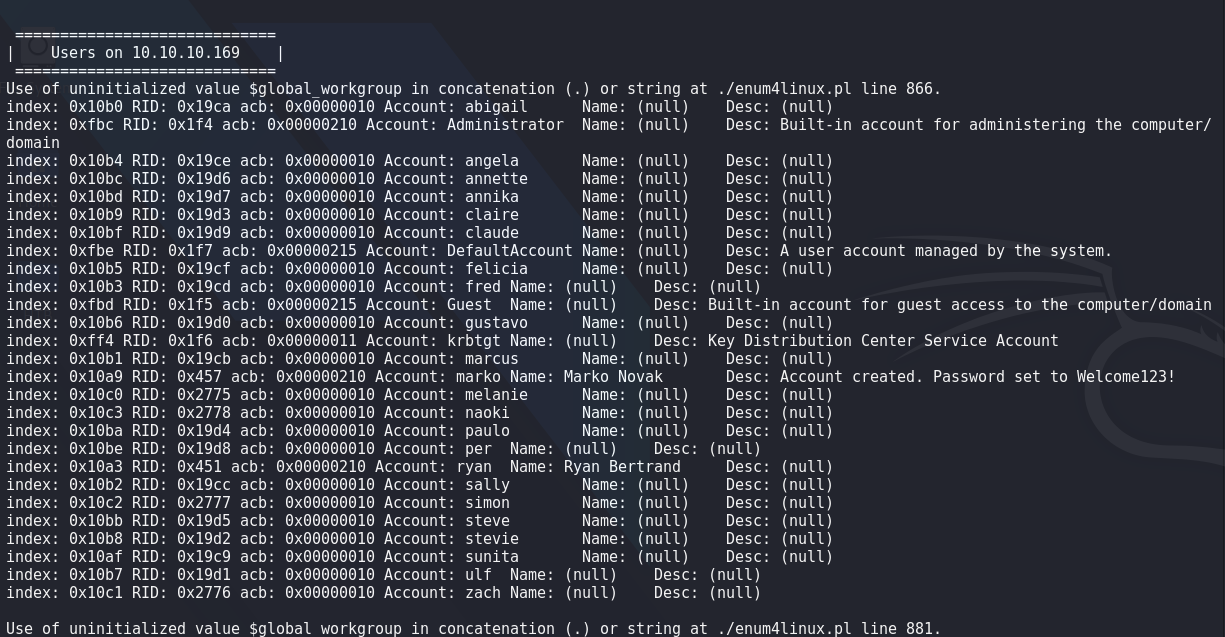 =============================
|    Users on 10.10.10.169    |
 =============================
Use of uninitialized value $global_workgroup in concatenation (.) or string at ./enum4linux.pl line 866.
index: 0x10b0 RID: 0x19ca acb: 0x00000010 Account: abigail      Name: (null)    Desc: (null)
index: 0xfbc RID: 0x1f4 acb: 0x00000210 Account: Administrator  Name: (null)    Desc: Built-in account for administering the computer/
domain
index: 0x10b4 RID: 0x19ce acb: 0x00000010 Account: angela       Name: (null)    Desc: (null)
index: 0x10bc RID: 0x19d6 acb: 0x00000010 Account: annette      Name: (null)    Desc: (null)
index: 0x10bd RID: 0x19d7 acb: 0x00000010 Account: annika       Name: (null)    Desc: (null)
index: 0x10b9 RID: 0x19d3 acb: 0x00000010 Account: claire       Name: (null)    Desc: (null)
index: 0x10bf RID: 0x19d9 acb: 0x00000010 Account: claude       Name: (null)    Desc: (null)
index: 0xfbe RID: 0x1f7 acb: 0x00000215 Account: DefaultAccount Name: (null)    Desc: A user account managed by the system.
index: 0x10b5 RID: 0x19cf acb: 0x00000010 Account: felicia      Name: (null)    Desc: (null)
index: 0x10b3 RID: 0x19cd acb: 0x00000010 Account: fred Name: (null)    Desc: (null)
index: 0xfbd RID: 0x1f5 acb: 0x00000215 Account: Guest  Name: (null)    Desc: Built-in account for guest access to the computer/domain
index: 0x10b6 RID: 0x19d0 acb: 0x00000010 Account: gustavo      Name: (null)    Desc: (null)
index: 0xff4 RID: 0x1f6 acb: 0x00000011 Account: krbtgt Name: (null)    Desc: Key Distribution Center Service Account
index: 0x10b1 RID: 0x19cb acb: 0x00000010 Account: marcus       Name: (null)    Desc: (null)
index: 0x10a9 RID: 0x457 acb: 0x00000210 Account: marko Name: Marko Novak       Desc: Account created. Password set to Welcome123!
index: 0x10c0 RID: 0x2775 acb: 0x00000010 Account: melanie      Name: (null)    Desc: (null)
index: 0x10c3 RID: 0x2778 acb: 0x00000010 Account: naoki        Name: (null)    Desc: (null)
index: 0x10ba RID: 0x19d4 acb: 0x00000010 Account: paulo        Name: (null)    Desc: (null)
index: 0x10be RID: 0x19d8 acb: 0x00000010 Account: per  Name: (null)    Desc: (null)
index: 0x10a3 RID: 0x451 acb: 0x00000210 Account: ryan  Name: Ryan Bertrand     Desc: (null)
index: 0x10b2 RID: 0x19cc acb: 0x00000010 Account: sally        Name: (null)    Desc: (null)
index: 0x10c2 RID: 0x2777 acb: 0x00000010 Account: simon        Name: (null)    Desc: (null)
index: 0x10bb RID: 0x19d5 acb: 0x00000010 Account: steve        Name: (null)    Desc: (null)
index: 0x10b8 RID: 0x19d2 acb: 0x00000010 Account: stevie       Name: (null)    Desc: (null)
index: 0x10af RID: 0x19c9 acb: 0x00000010 Account: sunita       Name: (null)    Desc: (null)
index: 0x10b7 RID: 0x19d1 acb: 0x00000010 Account: ulf  Name: (null)    Desc: (null)
index: 0x10c1 RID: 0x2776 acb: 0x00000010 Account: zach Name: (null)    Desc: (null)
Use of uninitialized value $global_workgroup in concatenation (.) or string at ./enum4linux.pl line 881.